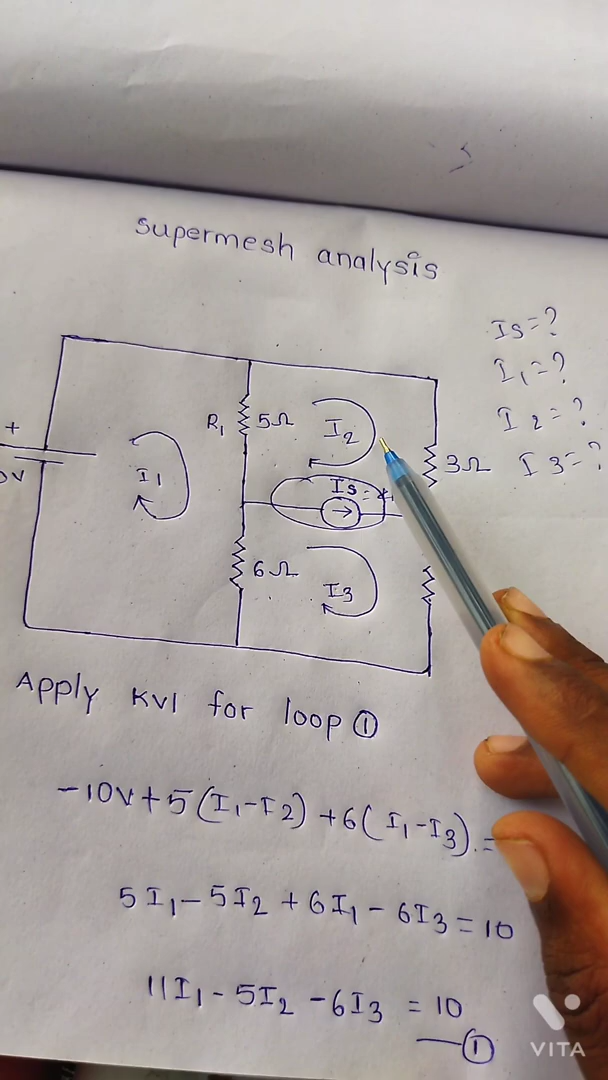 supermesh analysis
Is=?
I1=?
I2=?
I3=?
+
R1
5Ω
I2
3Ω
I1
Is=
6Ω
I3
Apply KVl for loop ①
-10V+5(I1-I2)+6(I1-I3).=
5I1-5I2+6I1-6I3=10
11I1-5I2-6I3=10
—①
VITA